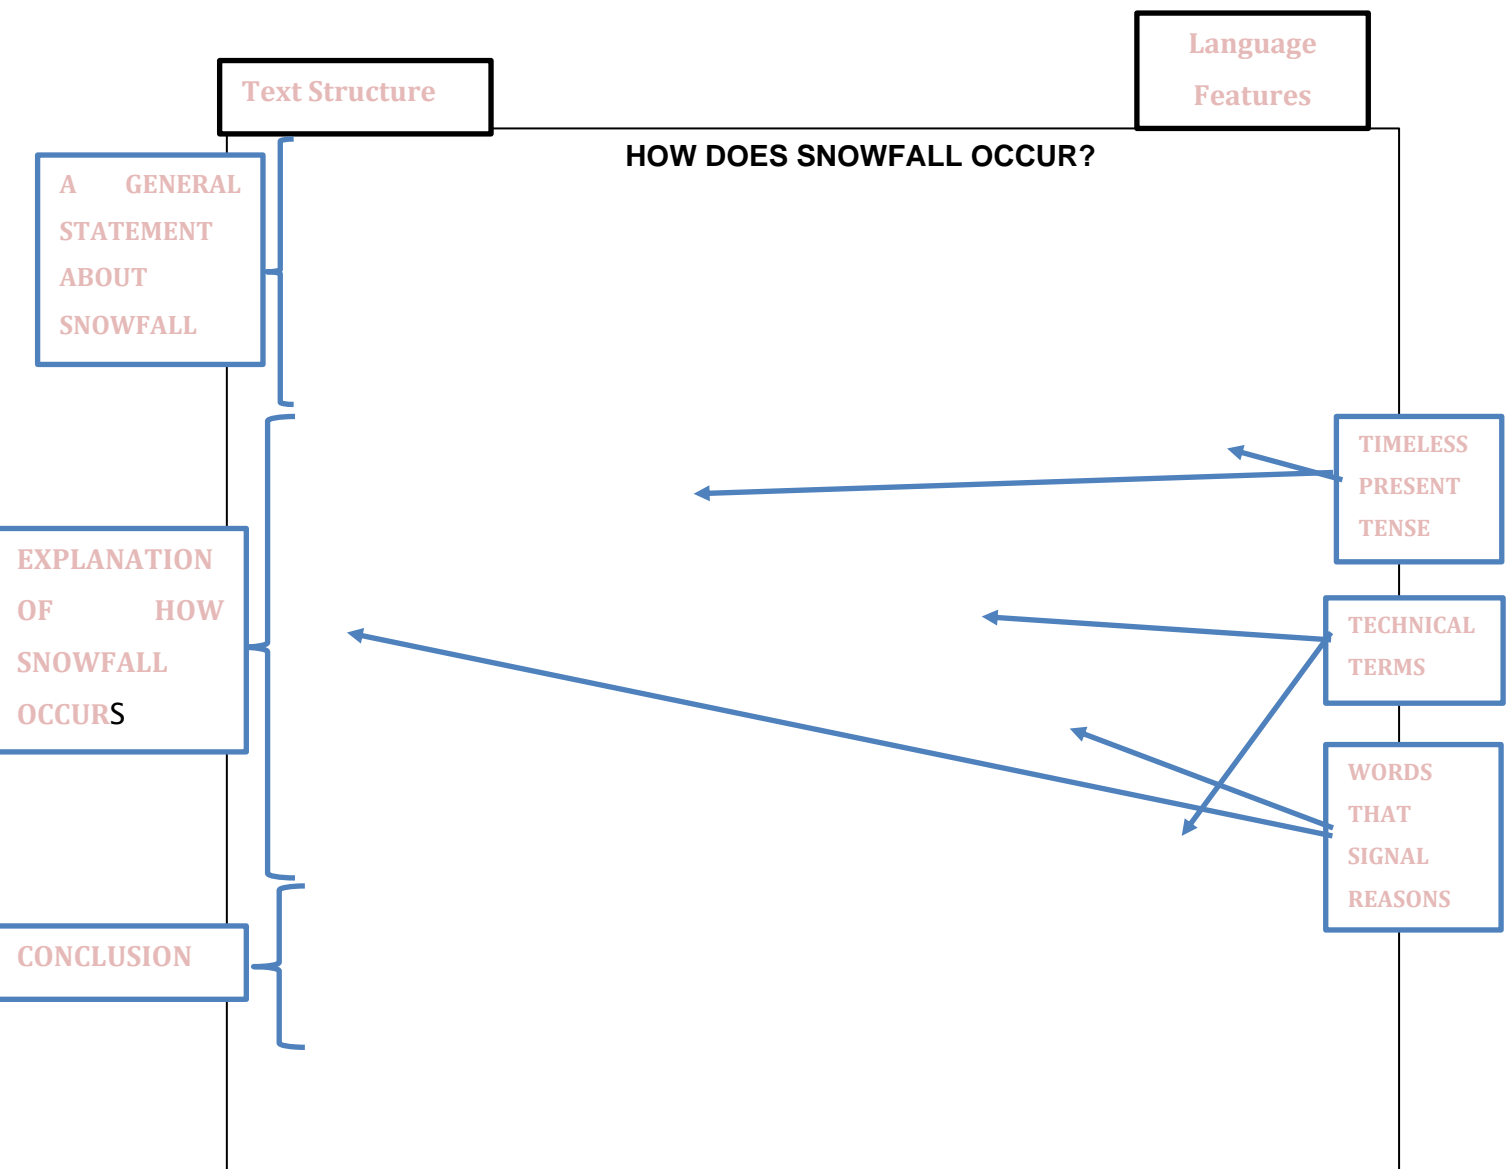 Language
Features
Text Structure
HOW DOES SNOWFALL OCCUR?
A GENERAL
STATEMENT
ABOUT
SNOWFALL
TIMELESS
PRESENT
TENSE
EXPLANATION
OF HOW
SNOWFALL
OCCURS
TECHNICAL
TERMS
WORDS
THAT
SIGNAL
REASONS
CONCLUSION